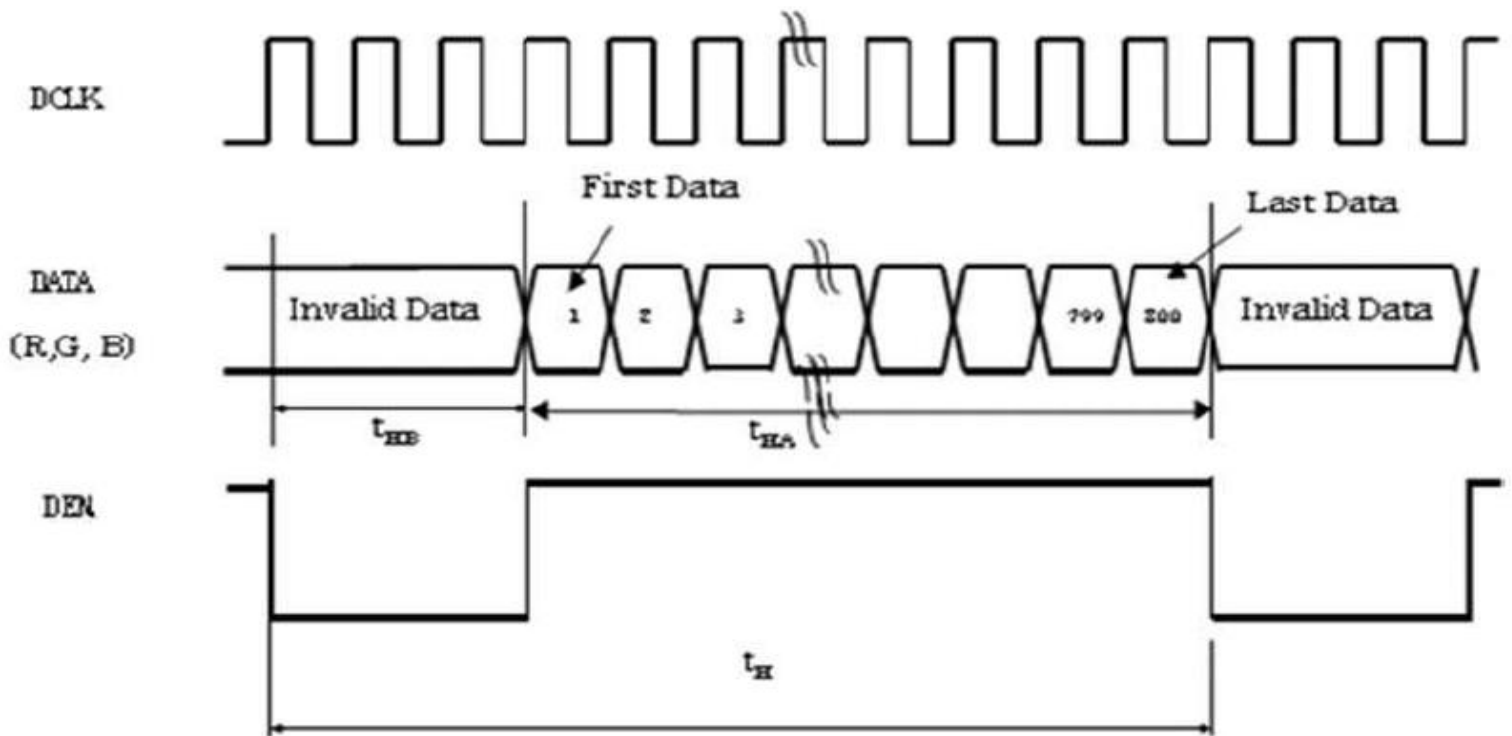 DCLK
First Data
Last Data
DATA
(R,G, B)
Invalid Data
1
2
3
799
800
Invalid Data
tHB
tHA
DEN
tH